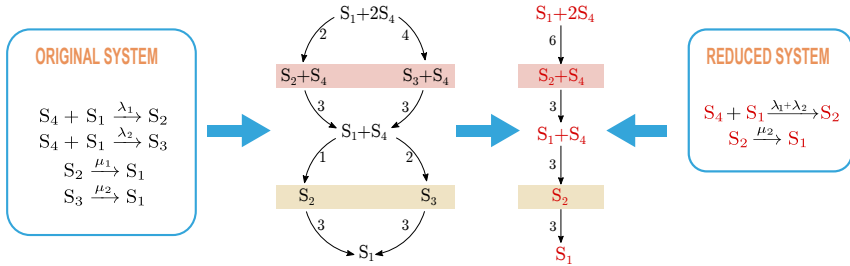 ORIGINAL SYSTEM
S₄ + S₁ —λ₁→ S₂
S₄ + S₁ —λ₂→ S₃
S₂ —μ₁→ S₁
S₃ —μ₂→ S₁
S₁+2S₄
2 4
S₂+S₄ S₃+S₄
3 3
S₁+S₄
1 2
S₂ S₃
3 3
S₁
S₁+2S₄
6
S₂+S₄
3
S₁+S₄
3
S₂
3
S₁
REDUCED SYSTEM
S₄ + S₁ —λ₁+λ₂→ S₂
S₂ —μ₂→ S₁